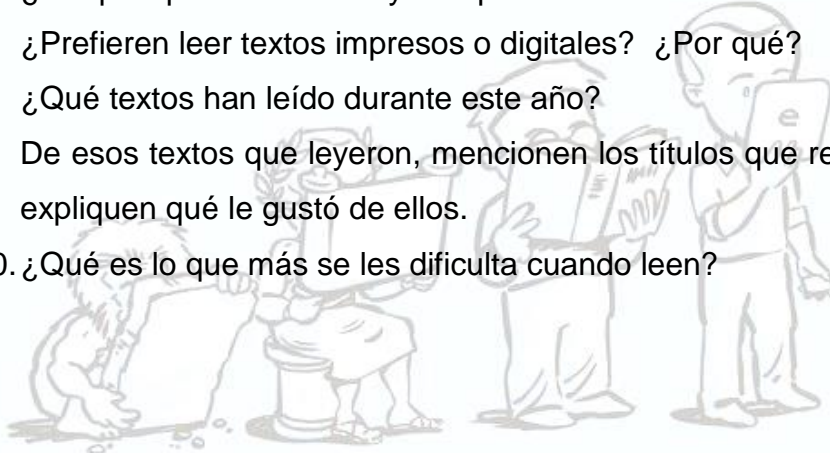 ¿Prefieren leer textos impresos o digitales? ¿Por qué?
¿Qué textos han leído durante este año?
De esos textos que leyeron, mencionen los títulos que re
expliquen qué le gustó de ellos.
0. ¿Qué es lo que más se les dificulta cuando leen?
e